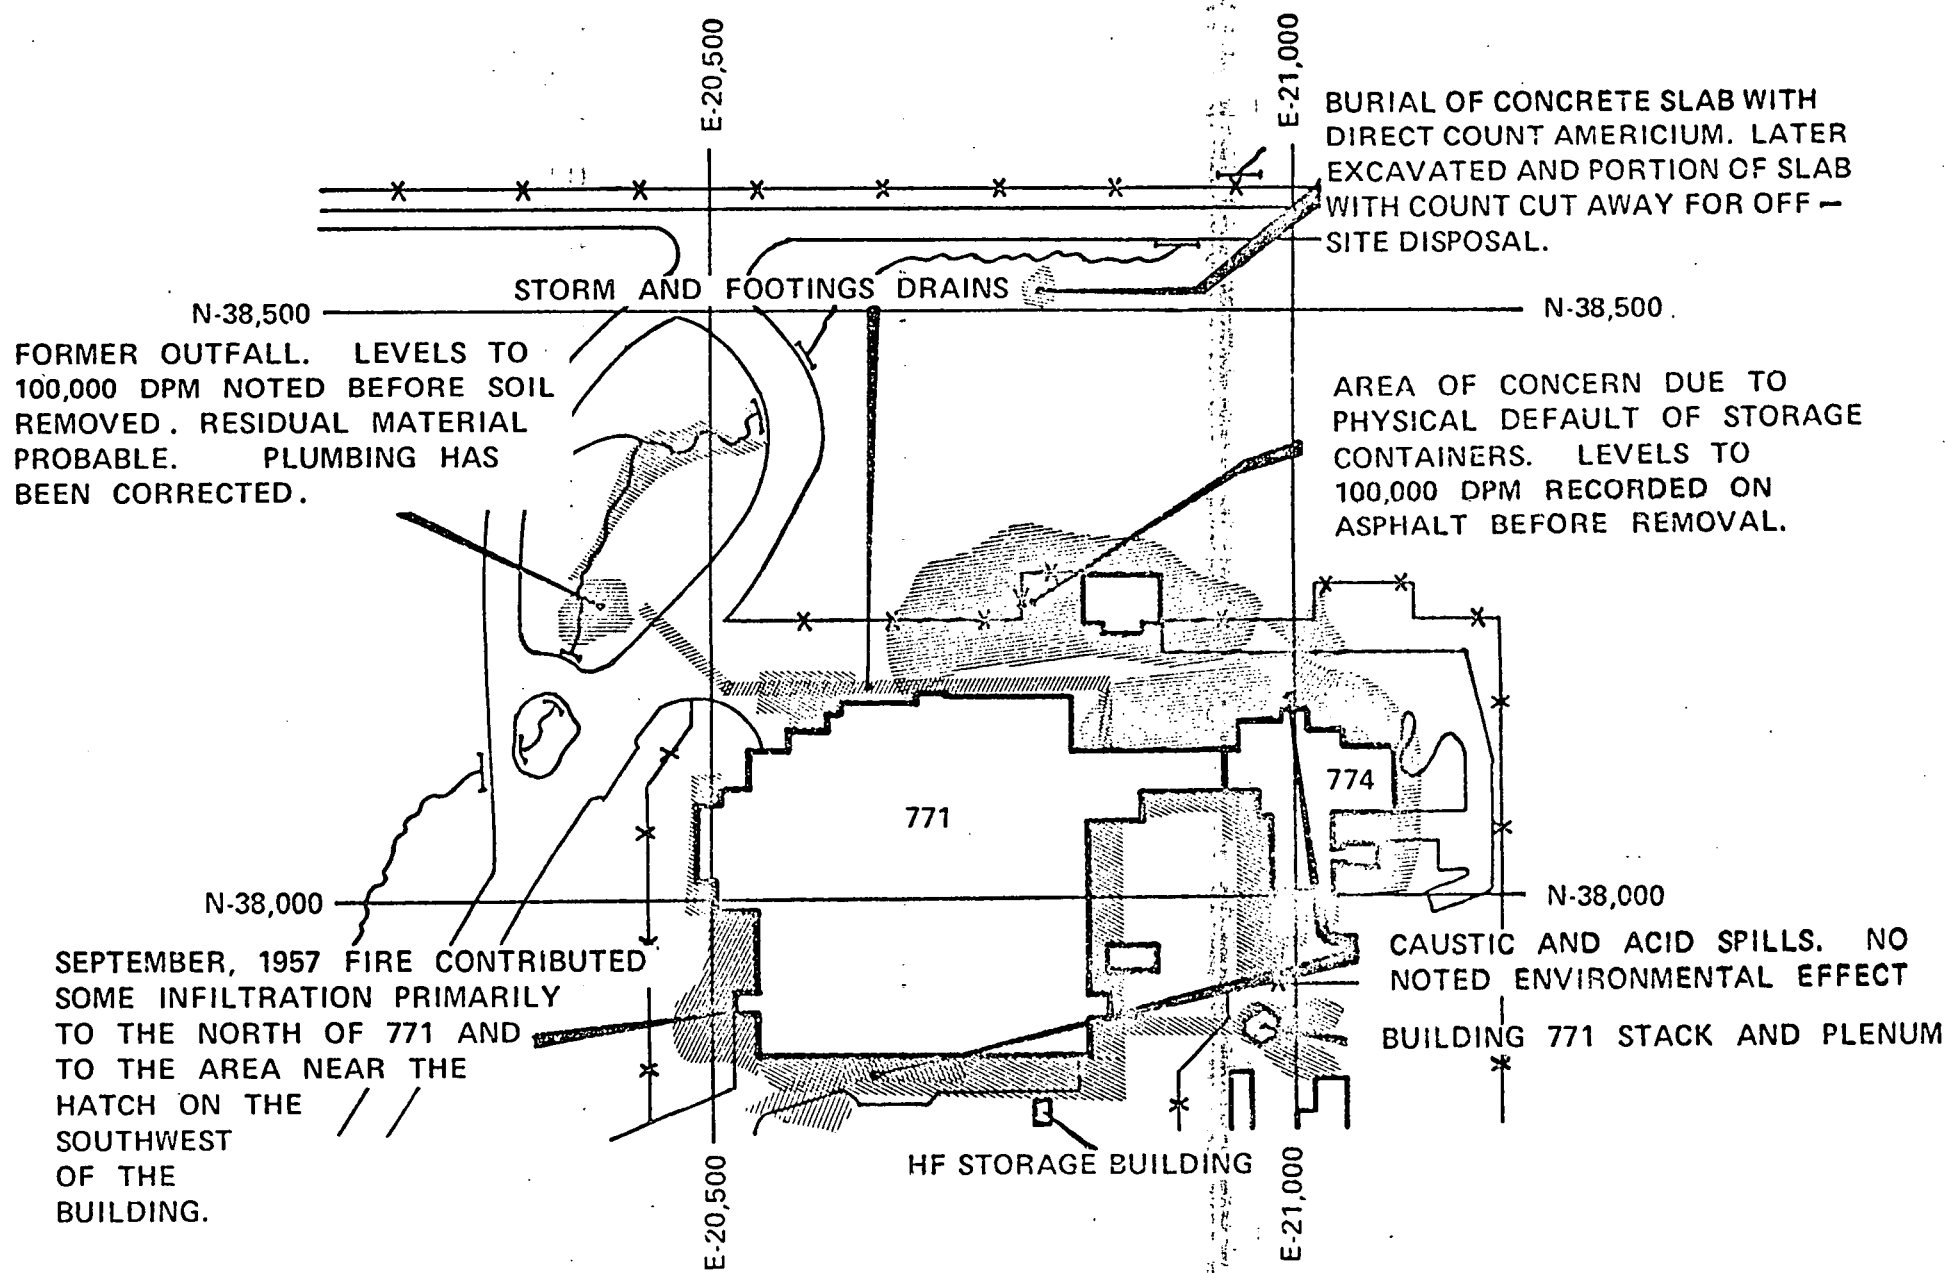 E-20,500
E-21,000
BURIAL OF CONCRETE SLAB WITH
DIRECT COUNT AMERICIUM. LATER
EXCAVATED AND PORTION OF SLAB
WITH COUNT CUT AWAY FOR OFF –
SITE DISPOSAL.
STORM AND FOOTINGS DRAINS
N-38,500
N-38,500
FORMER OUTFALL. LEVELS TO
100,000 DPM NOTED BEFORE SOIL
REMOVED. RESIDUAL MATERIAL
PROBABLE. PLUMBING HAS
BEEN CORRECTED.
AREA OF CONCERN DUE TO
PHYSICAL DEFAULT OF STORAGE
CONTAINERS. LEVELS TO
100,000 DPM RECORDED ON
ASPHALT BEFORE REMOVAL.
774
771
N-38,000
N-38,000
SEPTEMBER, 1957 FIRE CONTRIBUTED
SOME INFILTRATION PRIMARILY
TO THE NORTH OF 771 AND
TO THE AREA NEAR THE
HATCH ON THE
SOUTHWEST
OF THE
BUILDING.
CAUSTIC AND ACID SPILLS. NO
NOTED ENVIRONMENTAL EFFECT
BUILDING 771 STACK AND PLENUM
HF STORAGE BUILDING
E-20,500
E-21,000